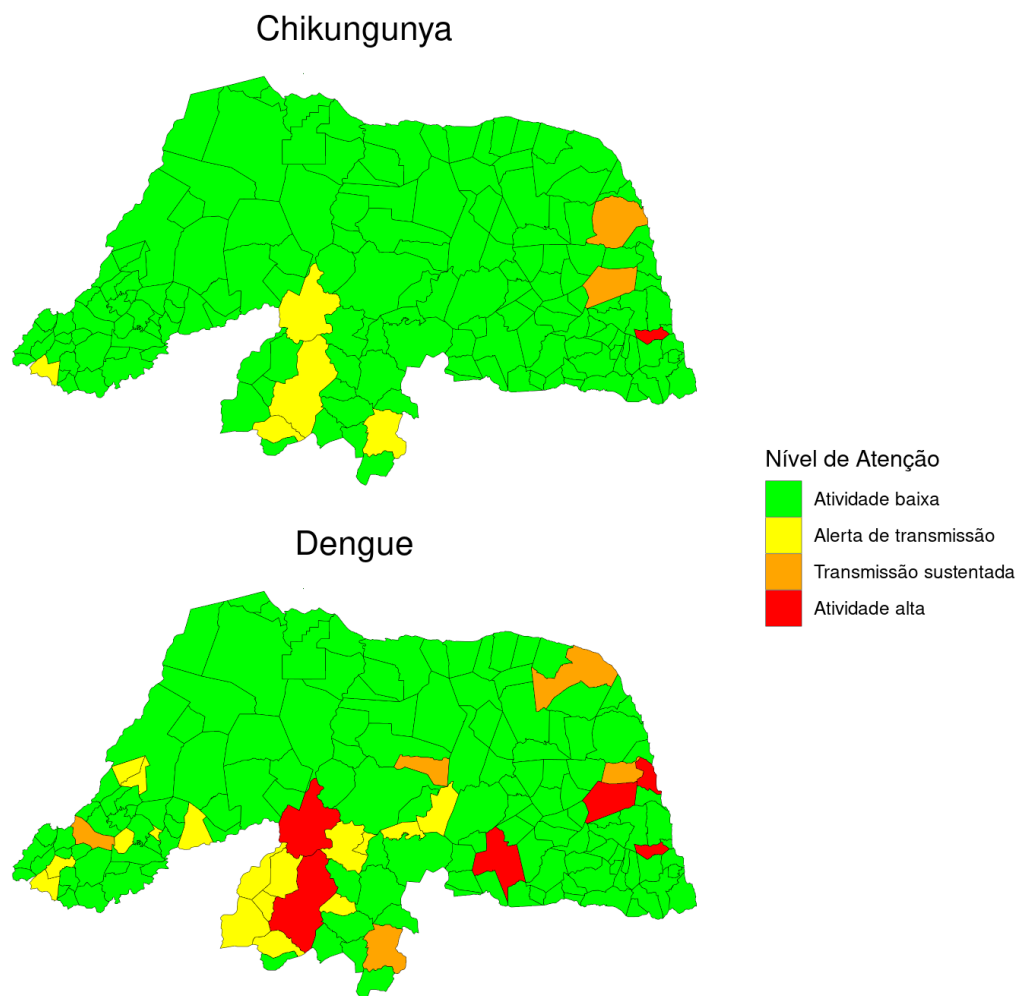 Chikungunya
Nível de Atenção
Atividade baixa
Alerta de transmissão
Transmissão sustentada
Atividade alta
Dengue